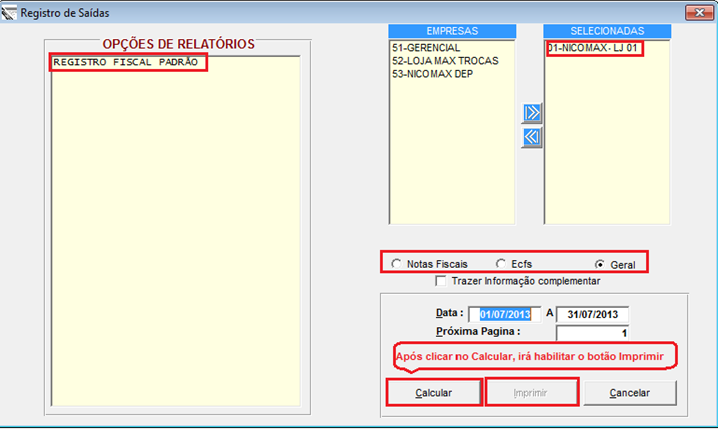 Registro de Saídas
OPÇÕES DE RELATÓRIOS
REGISTRO FISCAL PADRÃO
EMPRESAS
51-GERENCIAL
52-LOJA MAX TROCAS
53-NICOMAX DEP
SELECIONADAS
01-NICOMAX- LJ 01
Notas Fiscais Ecfs Geral
Trazer Informação complementar
Data : 01/07/2013 A 31/07/2013
Próxima Pagina : 1
Após clicar no Calcular, irá habilitar o botão Imprimir
Calcular Imprimir Cancelar